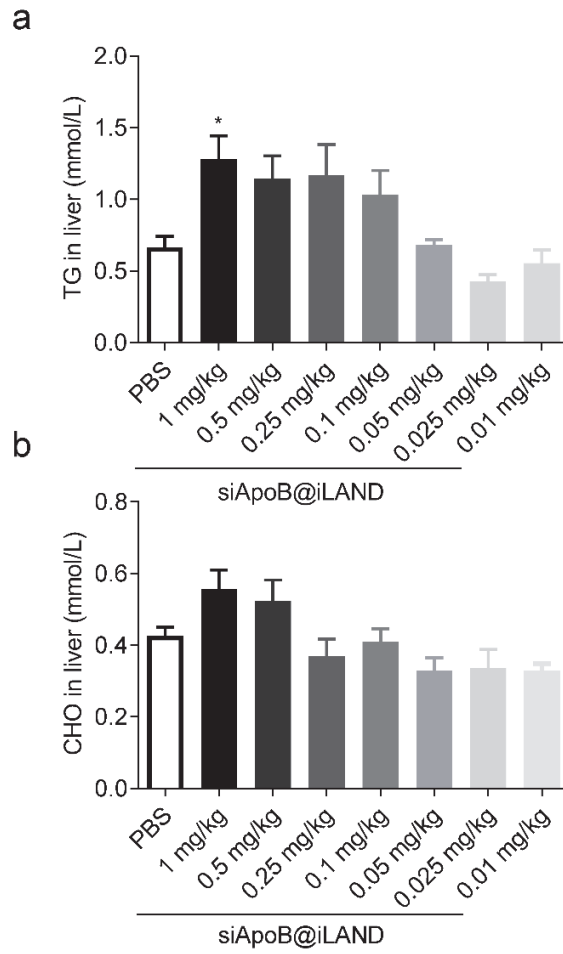 a
2.0
1.5
1.0
0.5
0.0
TG in liver (mmol/L)
*
PBS
1 mg/kg
0.5 mg/kg
0.25 mg/kg
0.1 mg/kg
0.05 mg/kg
0.025 mg/kg
0.01 mg/kg
siApoB@iLAND
b
0.8
0.6
0.4
0.2
0.0
CHO in liver (mmol/L)
PBS
1 mg/kg
0.5 mg/kg
0.25 mg/kg
0.1 mg/kg
0.05 mg/kg
0.025 mg/kg
0.01 mg/kg
siApoB@iLAND